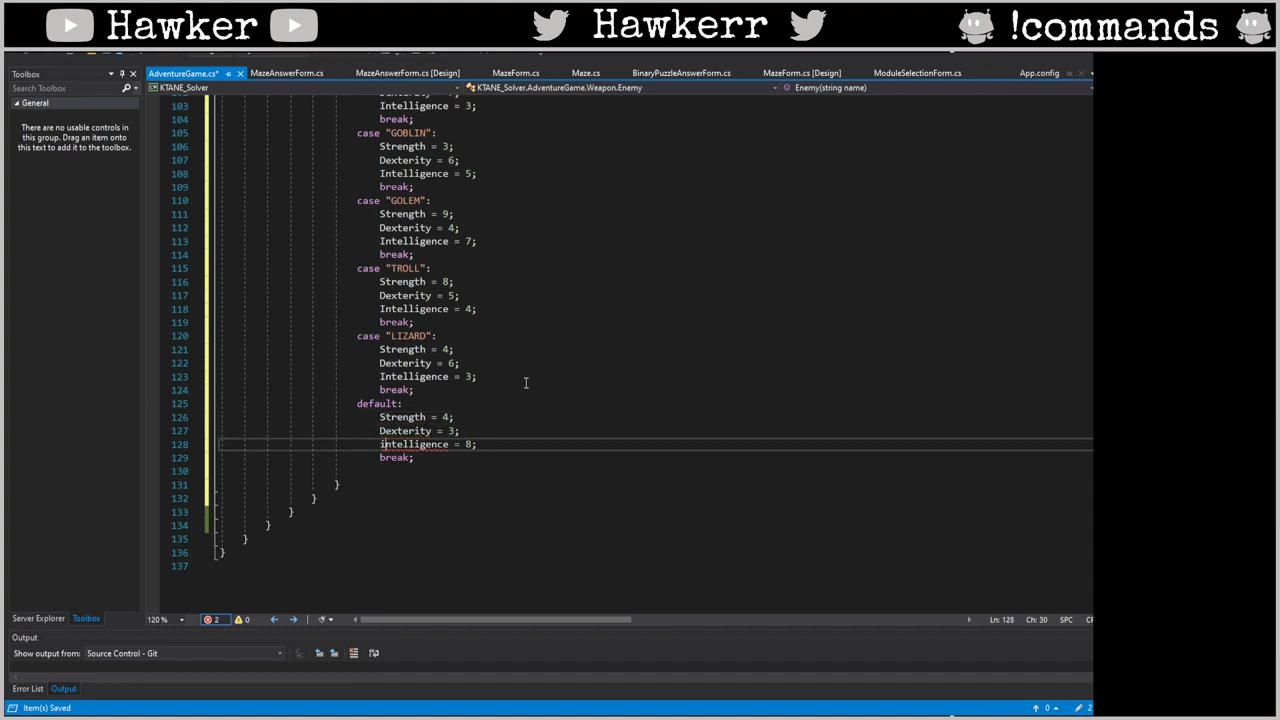 Hawker
Hawkerr
!commands
Toolbox
AdventureGame.cs*
MazeAnswerForm.cs
MazeAnswerForm.cs [Design]
MazeForm.cs
Maze.cs
BinaryPuzzleAnswerForm.cs
MazeForm.cs [Design]
ModuleSelectionForm.cs
App.config
Search Toolbox
KTANE_Solver
KTANE_Solver.AdventureGame.Weapon.Enemy
Enemy(string name)
General
There are no usable controls in
this group. Drag an item onto
this text to add it to the toolbox.
103 Intelligence = 3;
104 break;
105 case "GOBLIN":
106 Strength = 3;
107 Dexterity = 6;
108 Intelligence = 5;
109 break;
110 case "GOLEM":
111 Strength = 9;
112 Dexterity = 4;
113 Intelligence = 7;
114 break;
115 case "TROLL":
116 Strength = 8;
117 Dexterity = 5;
118 Intelligence = 4;
119 break;
120 case "LIZARD":
121 Strength = 4;
122 Dexterity = 6;
123 Intelligence = 3;
124 break;
125 default:
126 Strength = 4;
127 Dexterity = 3;
128 intelligence = 8;
129 break;
130
131 }
132 }
133 }
134 }
135 }
136 }
137
Server Explorer
Toolbox
120 %
2
0
Ln: 128
Ch: 30
SPC
Output
Show output from:
Source Control - Git
Error List
Output
Item(s) Saved
0
2